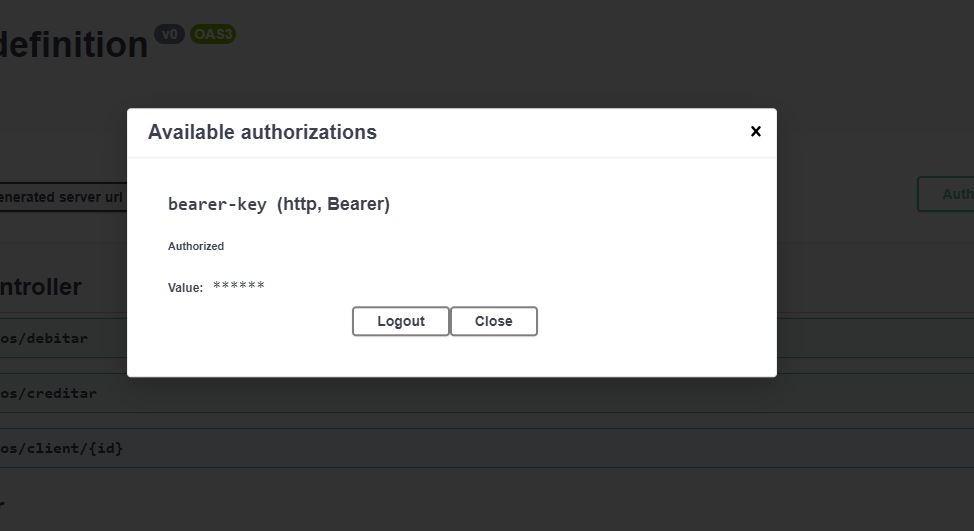 definition v0 OAS3
Available authorizations
×
enerated server url
Auth
bearer-key (http, Bearer)
Authorized
Value: ******
ntroller
Logout
Close
os/debitar
os/creditar
os/client/{id}